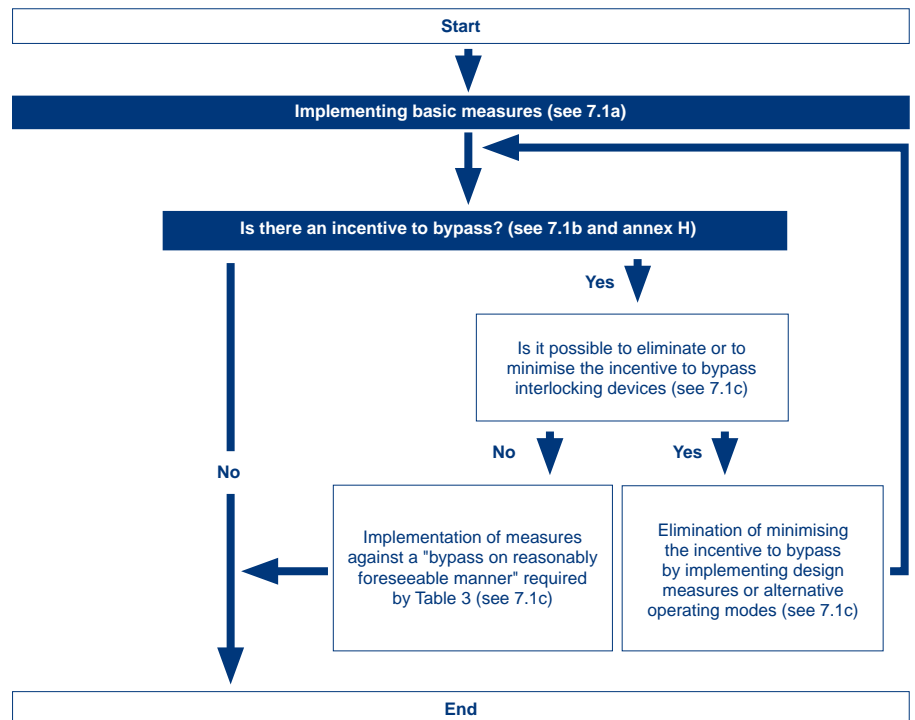 Start
Implementing basic measures (see 7.1a)
Is there an incentive to bypass? (see 7.1b and annex H)
Yes
Is it possible to eliminate or to
minimise the incentive to bypass
interlocking devices (see 7.1c)
No
Yes
No
Implementation of measures
against a "bypass on reasonably
foreseeable manner" required
by Table 3 (see 7.1c)
Elimination of minimising
the incentive to bypass
by implementing design
measures or alternative
operating modes (see 7.1c)
End